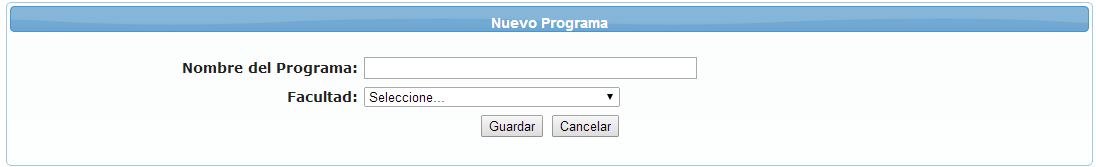 Nuevo Programa
Nombre del Programa:
Facultad: Seleccione...
Guardar Cancelar